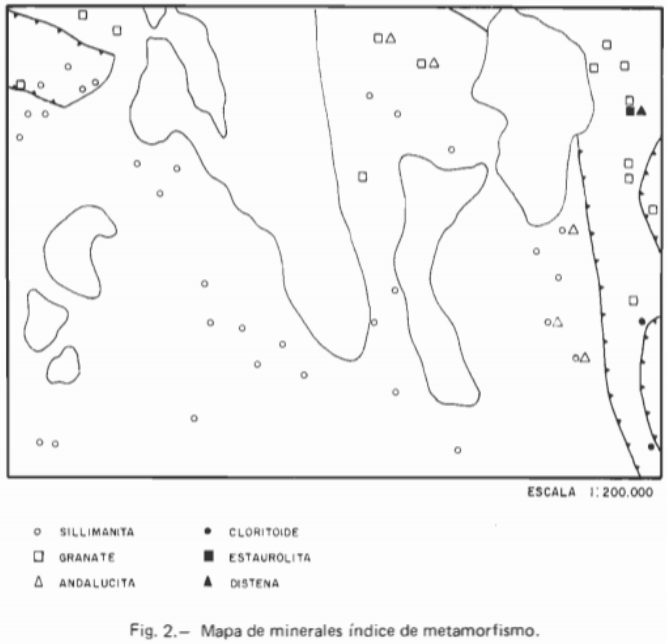 ESCALA 1:200.000
SILLIMANITA
CLORITOIDE
GRANATE
ESTAUROLITA
ANDALUCITA
DISTENA
Fig. 2.— Mapa de minerales índice de metamorfismo.